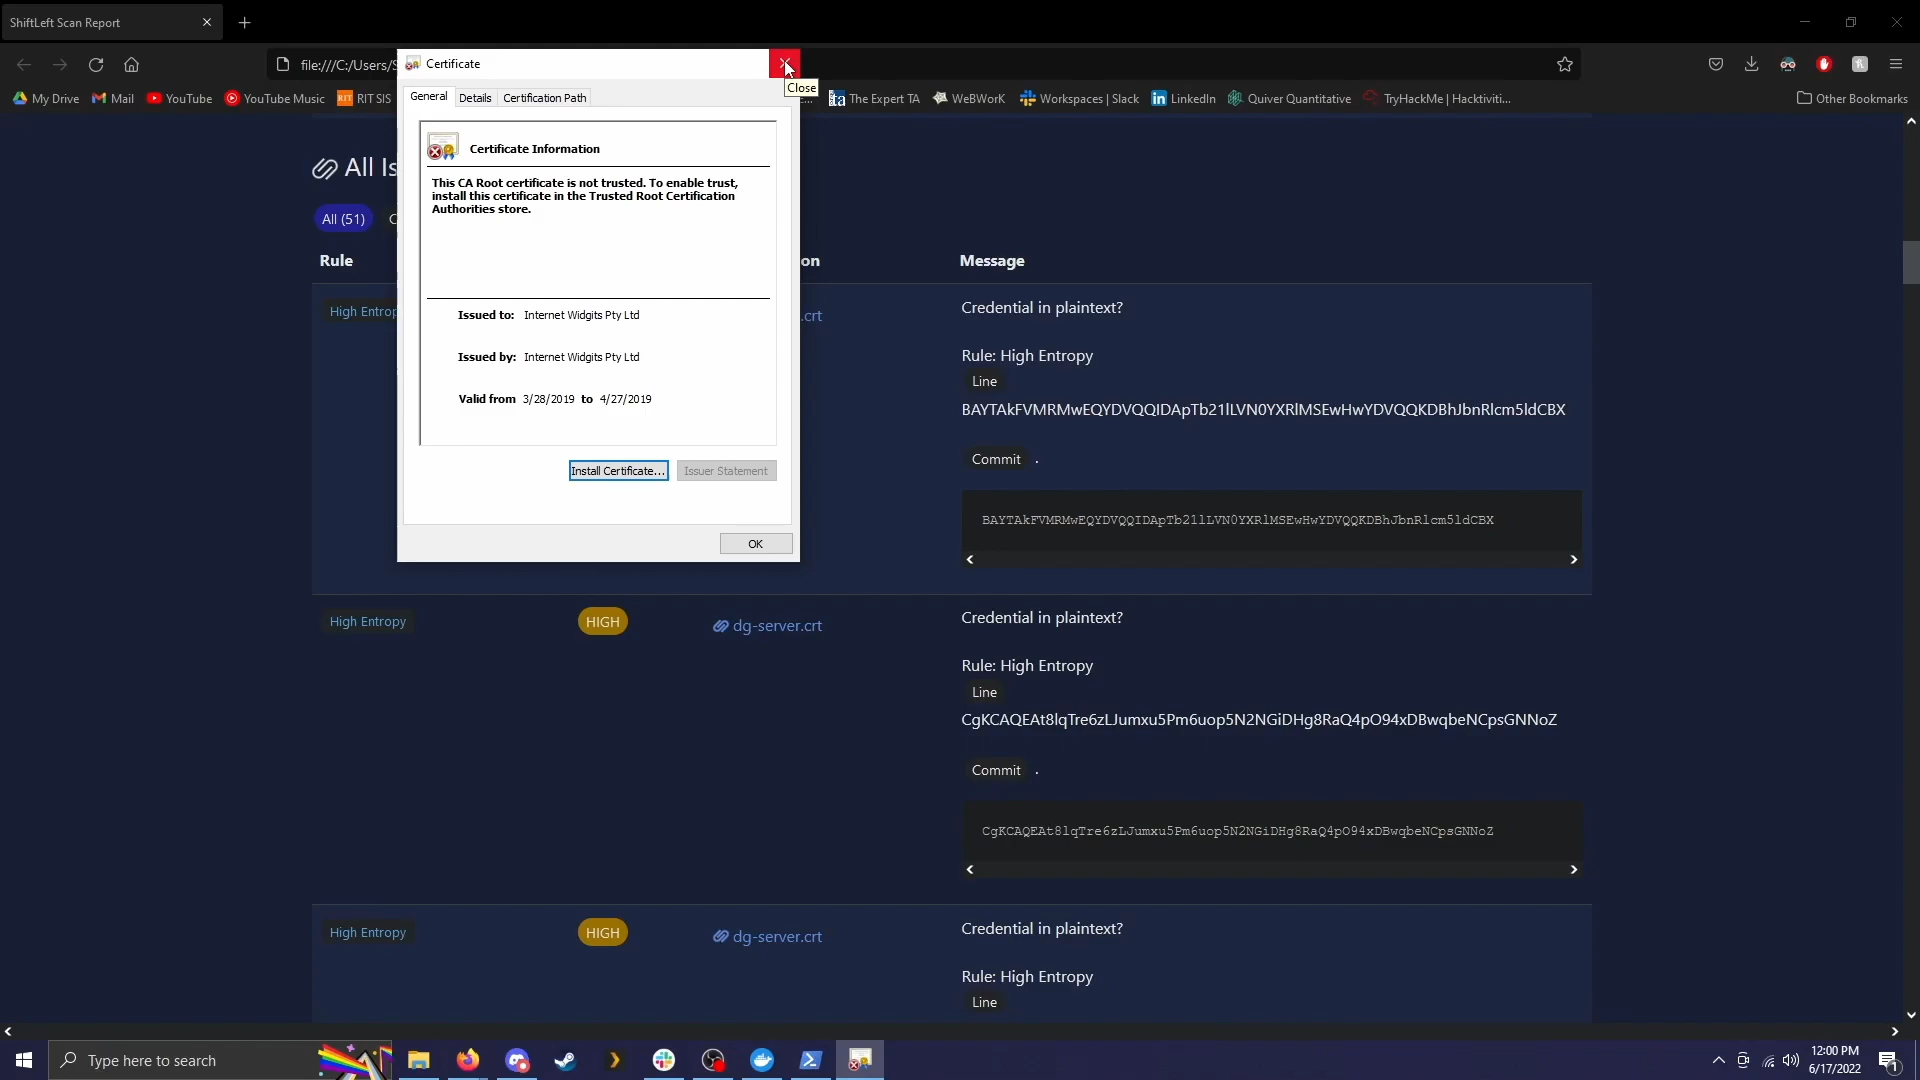 ShiftLeft Scan Report
file:///C:/Users/S
Certificate
Close
My Drive
Mail
YouTube
YouTube Music
RIT SIS
The Expert TA
WeBWorK
Workspaces | Slack
LinkedIn
Quiver Quantitative
TryHackMe | Hacktiviti...
Other Bookmarks
General
Details
Certification Path
Certificate Information
This CA Root certificate is not trusted. To enable trust,
install this certificate in the Trusted Root Certification
Authorities store.
Issued to: Internet Widgits Pty Ltd
Issued by: Internet Widgits Pty Ltd
Valid from 3/28/2019 to 4/27/2019
Install Certificate...
Issuer Statement
OK
All Is
All (51)
C
Rule
on
Message
High Entrop
.crt
Credential in plaintext?
Rule: High Entropy
Line
BAYTAkFVMRMwEQYDVQQIDApTb21lLVN0YXRlMSEwHwYDVQQKDBhJbnRlcm5ldCBX
Commit .
BAYTAkFVMRMwEQYDVQQIDApTb21lLVN0YXRlMSEwHwYDVQQKDBhJbnRlcm5ldCBX
High Entropy
HIGH
dg-server.crt
Credential in plaintext?
Rule: High Entropy
Line
CgKCAQEAt8lqTre6zLJumxu5Pm6uop5N2NGiDHg8RaQ4pO94xDBwqbeNCpsGNNoZ
Commit .
CgKCAQEAt8lqTre6zLJumxu5Pm6uop5N2NGiDHg8RaQ4pO94xDBwqbeNCpsGNNoZ
High Entropy
HIGH
dg-server.crt
Credential in plaintext?
Rule: High Entropy
Line
Type here to search
12:00 PM
6/17/2022
1